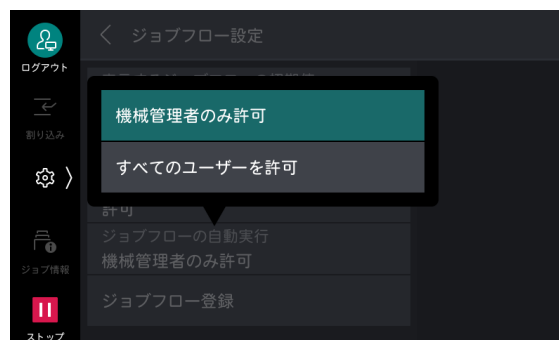 ログアウト
ジョブフロー設定
機械管理者のみ許可
割り込み
すべてのユーザーを許可
許可
ジョブフローの自動実行
機械管理者のみ許可
ジョブ情報
ジョブフロー登録
ストップ